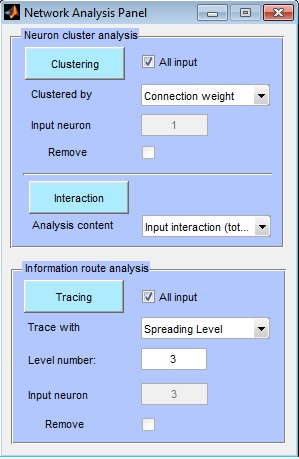 Network Analysis Panel
Neuron cluster analysis
Clustering
All input
Clustered by
Connection weight
Input neuron
1
Remove
Interaction
Analysis content
Input interaction (tot...
Information route analysis
Tracing
All input
Trace with
Spreading Level
Level number:
3
Input neuron
3
Remove